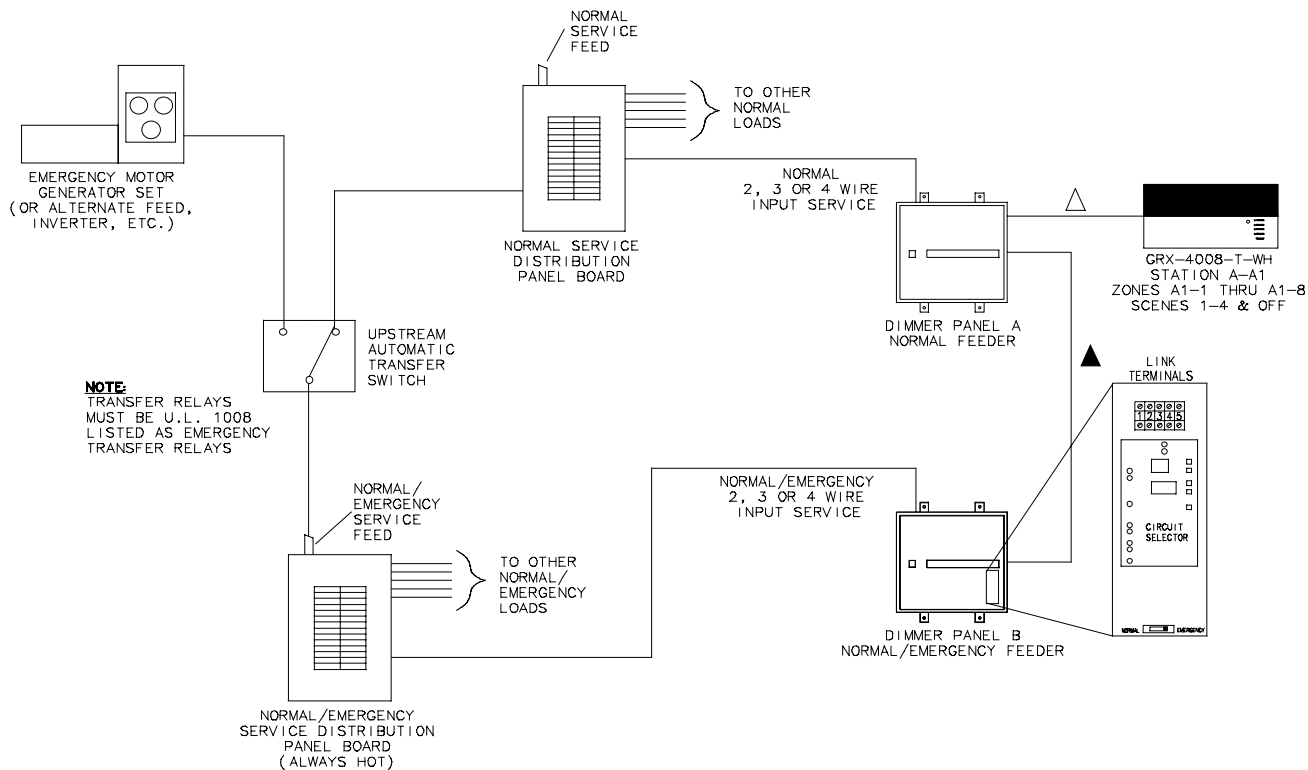 NORMAL
SERVICE
FEED
TO OTHER
NORMAL
LOADS
EMERGENCY MOTOR
GENERATOR SET
(OR ALTERNATE FEED,
INVERTER, ETC.)
NORMAL
2, 3 OR 4 WIRE
INPUT SERVICE
NORMAL SERVICE
DISTRIBUTION
PANEL BOARD
GRX-4008-T-WH
STATION A-A1
ZONES A1-1 THRU A1-8
SCENES 1-4 & OFF
DIMMER PANEL A
NORMAL FEEDER
UPSTREAM
AUTOMATIC
TRANSFER
SWITCH
NOTE:
TRANSFER RELAYS
MUST BE U.L. 1008
LISTED AS EMERGENCY
TRANSFER RELAYS
LINK
TERMINALS
1 2 3 4 5
CIRCUIT
SELECTOR
NORMAL EMERGENCY
NORMAL/
EMERGENCY
SERVICE
FEED
NORMAL/EMERGENCY
2, 3 OR 4 WIRE
INPUT SERVICE
TO OTHER
NORMAL/
EMERGENCY
LOADS
DIMMER PANEL B
NORMAL/EMERGENCY FEEDER
NORMAL/EMERGENCY
SERVICE DISTRIBUTION
PANEL BOARD
(ALWAYS HOT)